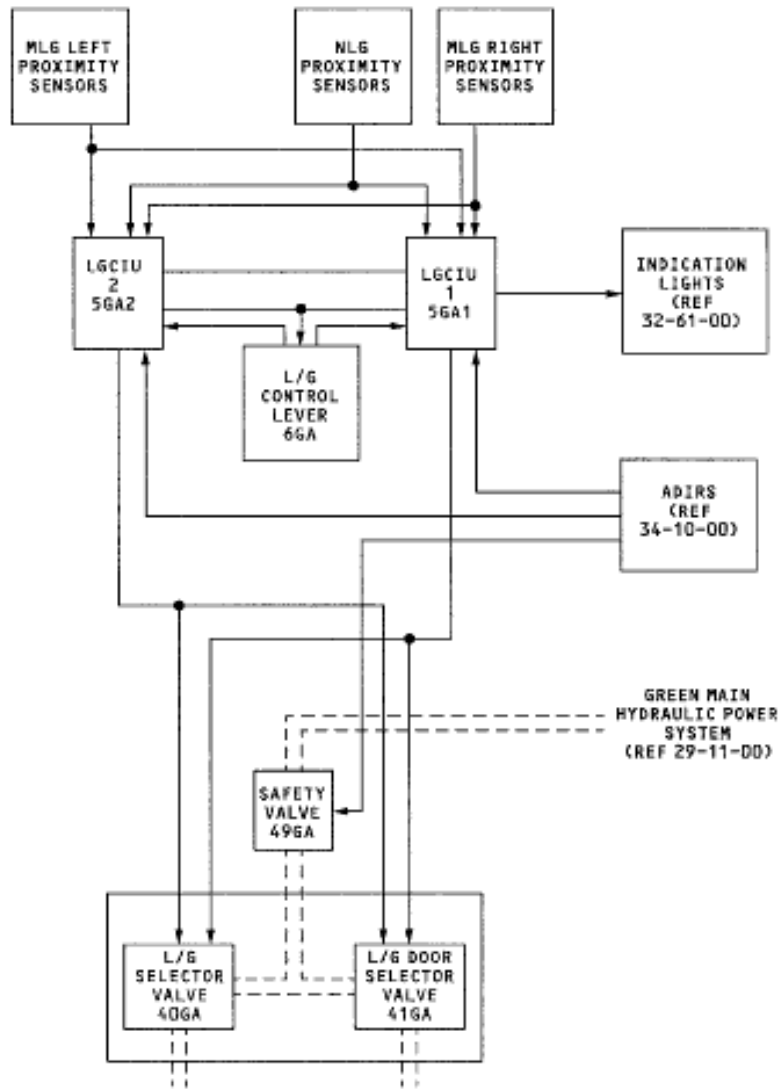 MLG LEFT
PROXIMITY
SENSORS
NLG
PROXIMITY
SENSORS
MLG RIGHT
PROXIMITY
SENSORS
LGCIU
2
5GA2
LGCIU
1
5GA1
INDICATION
LIGHTS
(REF
32-61-00)
L/G
CONTROL
LEVER
6GA
ADIRS
(REF
34-10-00)
GREEN MAIN
HYDRAULIC POWER
SYSTEM
(REF 29-11-00)
SAFETY
VALVE
49GA
L/G
SELECTOR
VALVE
40GA
L/G DOOR
SELECTOR
VALVE
41GA